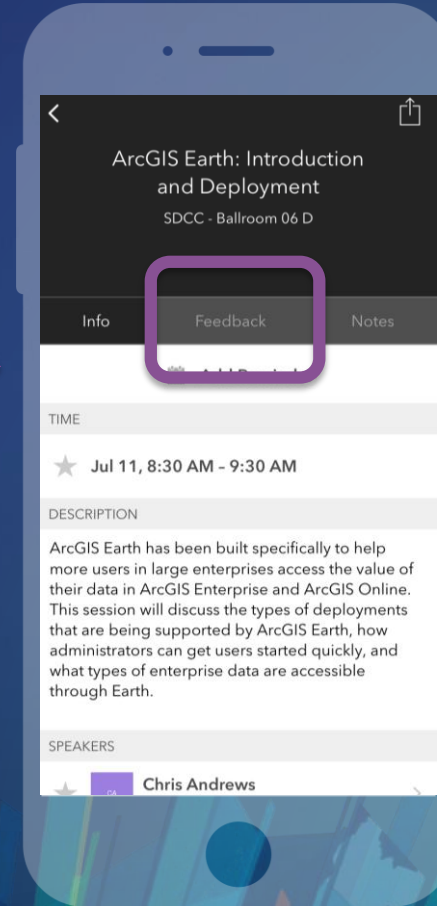 ArcGIS Earth: Introduction
and Deployment
SDCC - Ballroom 06 D
Info
Feedback
Notes
TIME
Jul 11, 8:30 AM – 9:30 AM
DESCRIPTION
ArcGIS Earth has been built specifically to help
more users in large enterprises access the value of
their data in ArcGIS Enterprise and ArcGIS Online.
This session will discuss the types of deployments
that are being supported by ArcGIS Earth, how
administrators can get users started quickly, and
what types of enterprise data are accessible
through Earth.
SPEAKERS
CA
Chris Andrews